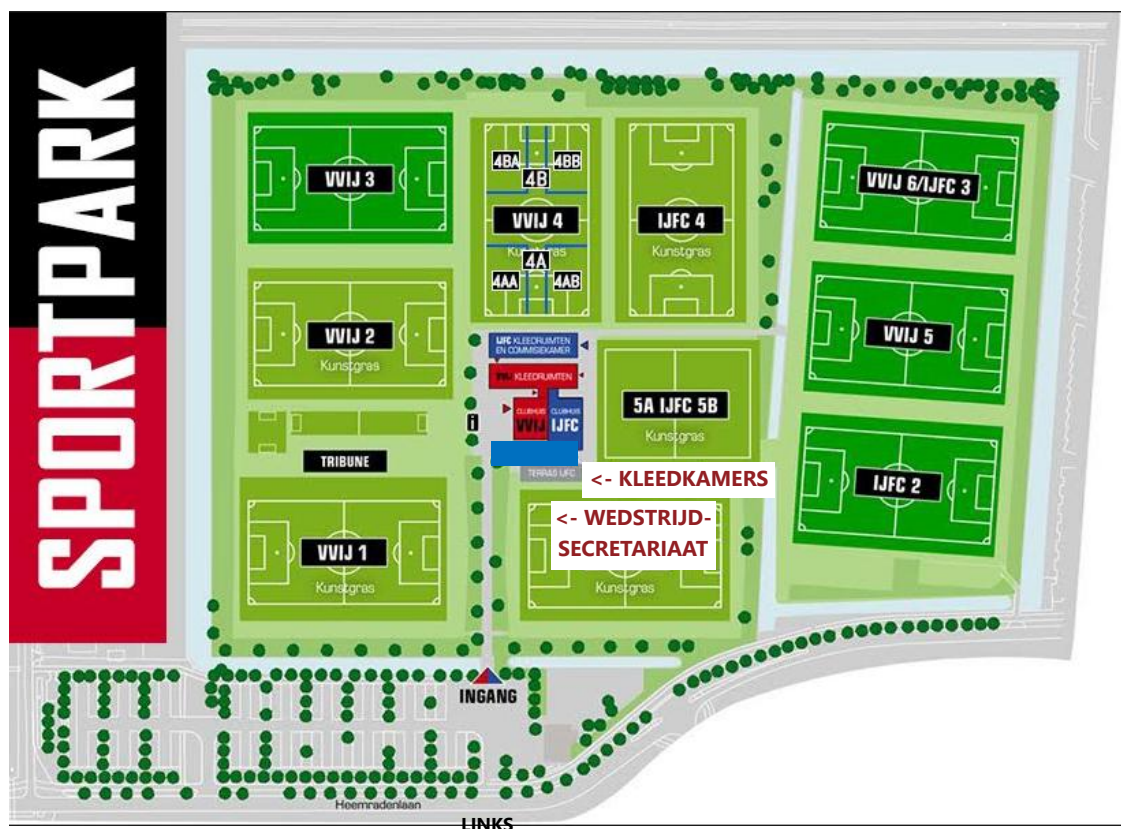 SPORTPARK
VVIJ 3
4BA
4BB
4B
VVIJ 4
Kunstgras
4A
4AA
4AB
IJFC 4
Kunstgras
VVIJ 6/IJFC 3
VVIJ 2
Kunstgras
VVIJ 5
IJFC KLEEDRUIMTEN
EN COMMISIEKAMER
VVIJ KLEEDRUIMTEN
CLUBHUIS
VVIJ
CLUBHUIS
IJFC
i
5A IJFC 5B
Kunstgras
TRIBUNE
TERRAS IJFC
<- KLEEDKAMERS
IJFC 2
<- WEDSTRIJD-
SECRETARIAAT
VVIJ 1
Kunstgras
Kunstgras
INGANG
Heemradenlaan
LINKS